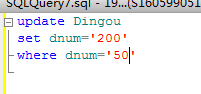 SQLQuery7.sql - 19...(S160599051
update Dingou
set dnum='200'
where dnum='50'